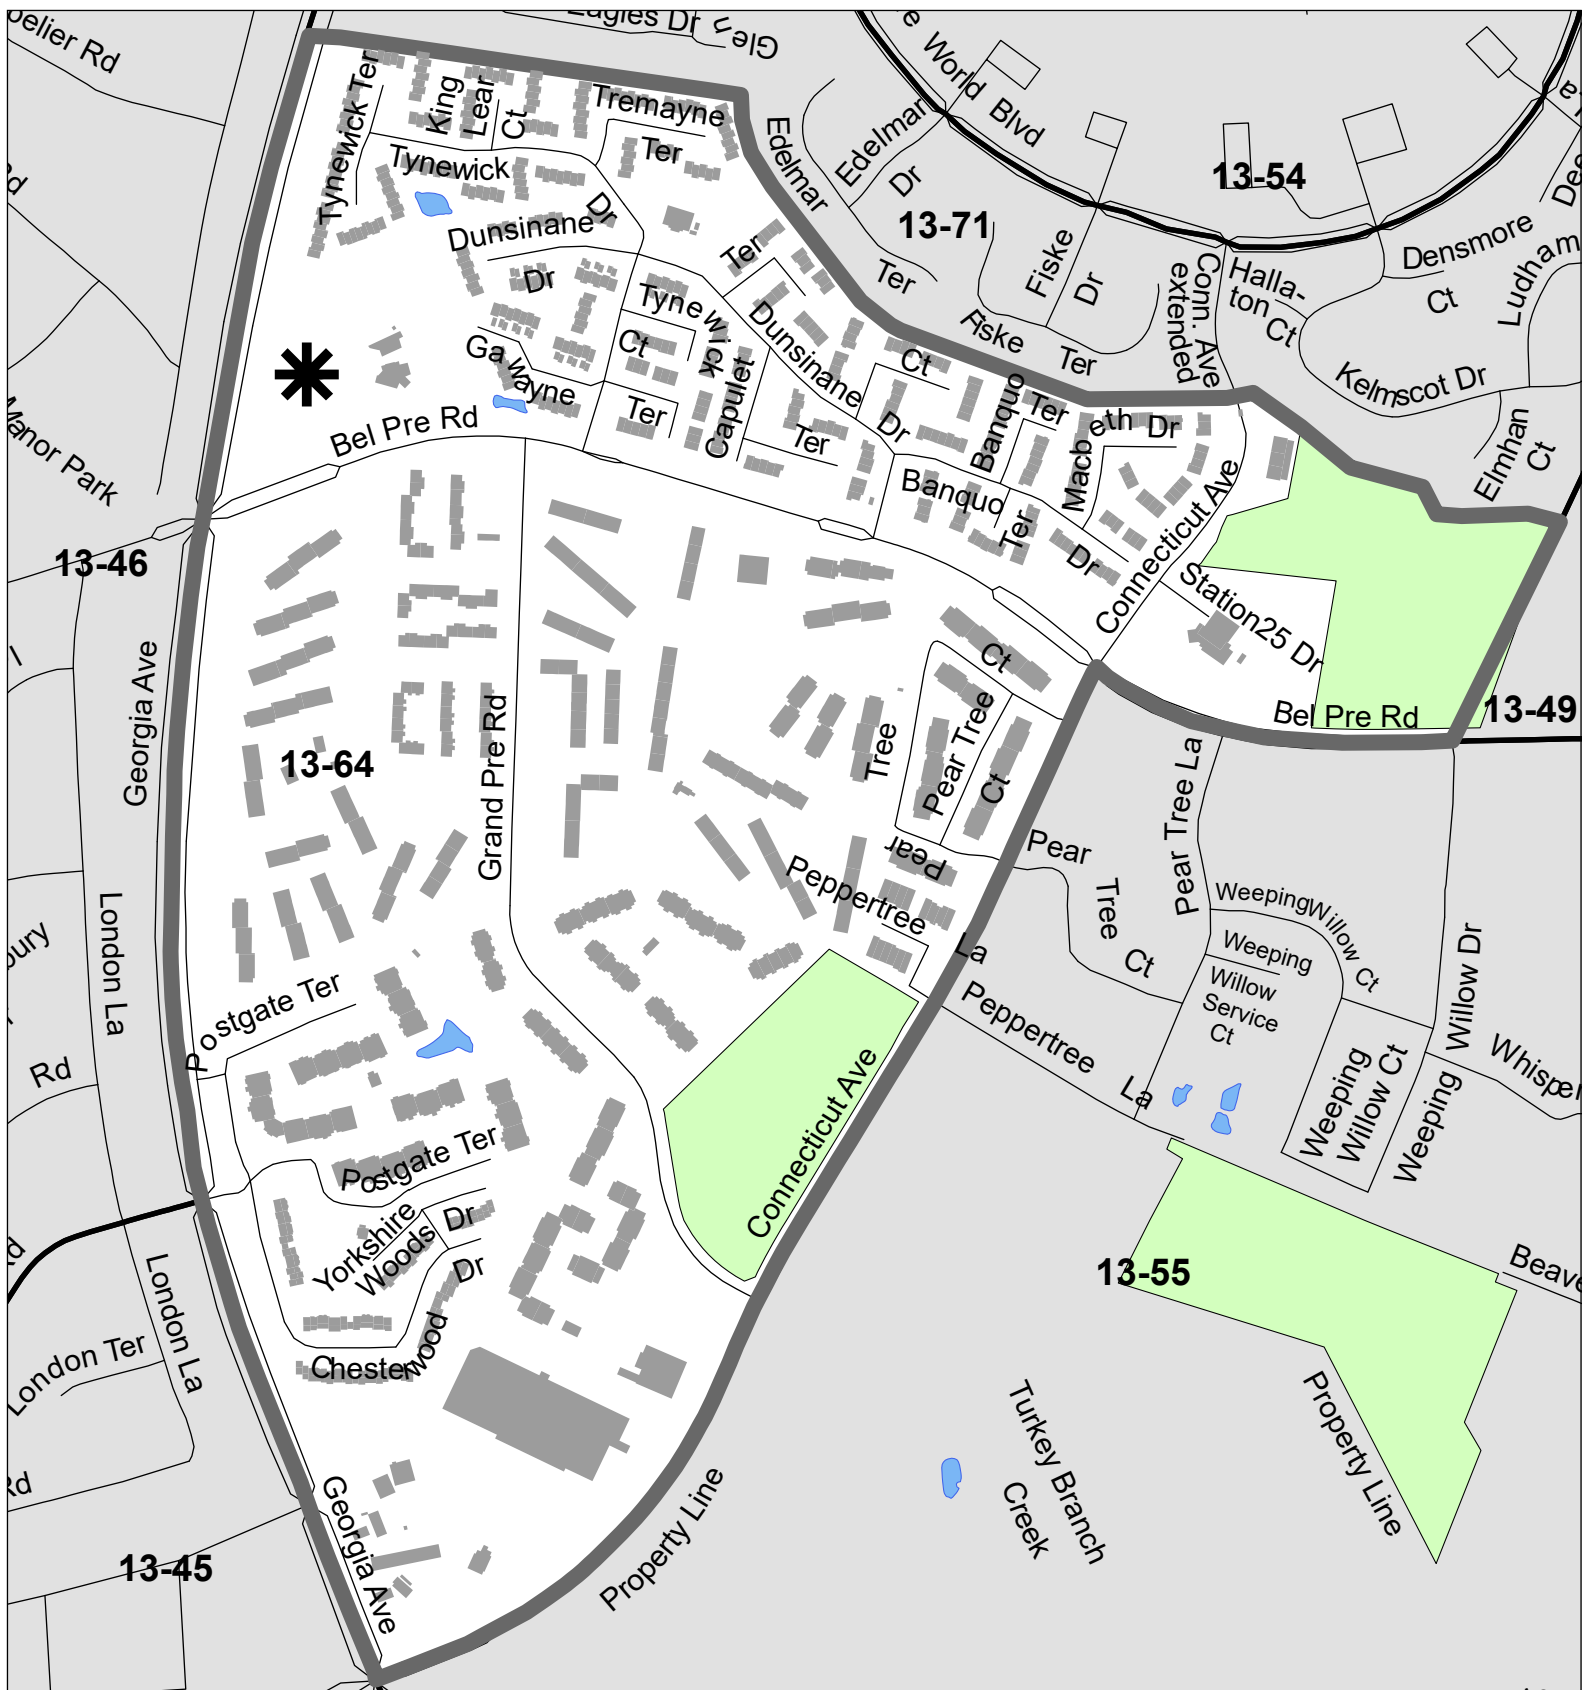 Eagles Dr
Glen
World Blvd
Rd
Tynewick Ter
King
Lear
Ct
Tremayne
Ter
Tynewick
Dr
Edelmar
Edelmar
Dr
Ter
13-54
13-71
Dunsinane
Dr
Ter
Fiske
Dr
Fiske
Ter
Conn. Ave
extended
Halla-
ton
Ct
Densmore
Ct
Ludham
Kelmscot Dr
Elmhan
Ct
Tynewick
Ct
Dunsinane
Dr
Gawayne
Ter
Capulet
Ter
Ct
Banquo
Ter
Macbeth
Dr
Banquo
Ter
Dr
Bel Pre Rd
Manor Park
Connecticut Ave
Station25 Dr
13-46
Georgia Ave
13-64
Grand Pre Rd
Ct
Tree
Pear Tree
Ct
Pear
Bel Pre Rd
13-49
Pear Tree La
Pear
Tree
Ct
Peppertree
La
Peppertree
La
WeepingWillow Ct
Weeping
Willow
Service
Ct
Willow Dr
Weeping
Willow Ct
Weeping
London La
Rd
Postgate Ter
Connecticut Ave
Postgate Ter
Yorkshire
Woods
Dr
Dr
Chesterwood
13-55
London La
London Ter
Rd
Property Line
Turkey Branch
Creek
Property Line
Georgia Ave
13-45